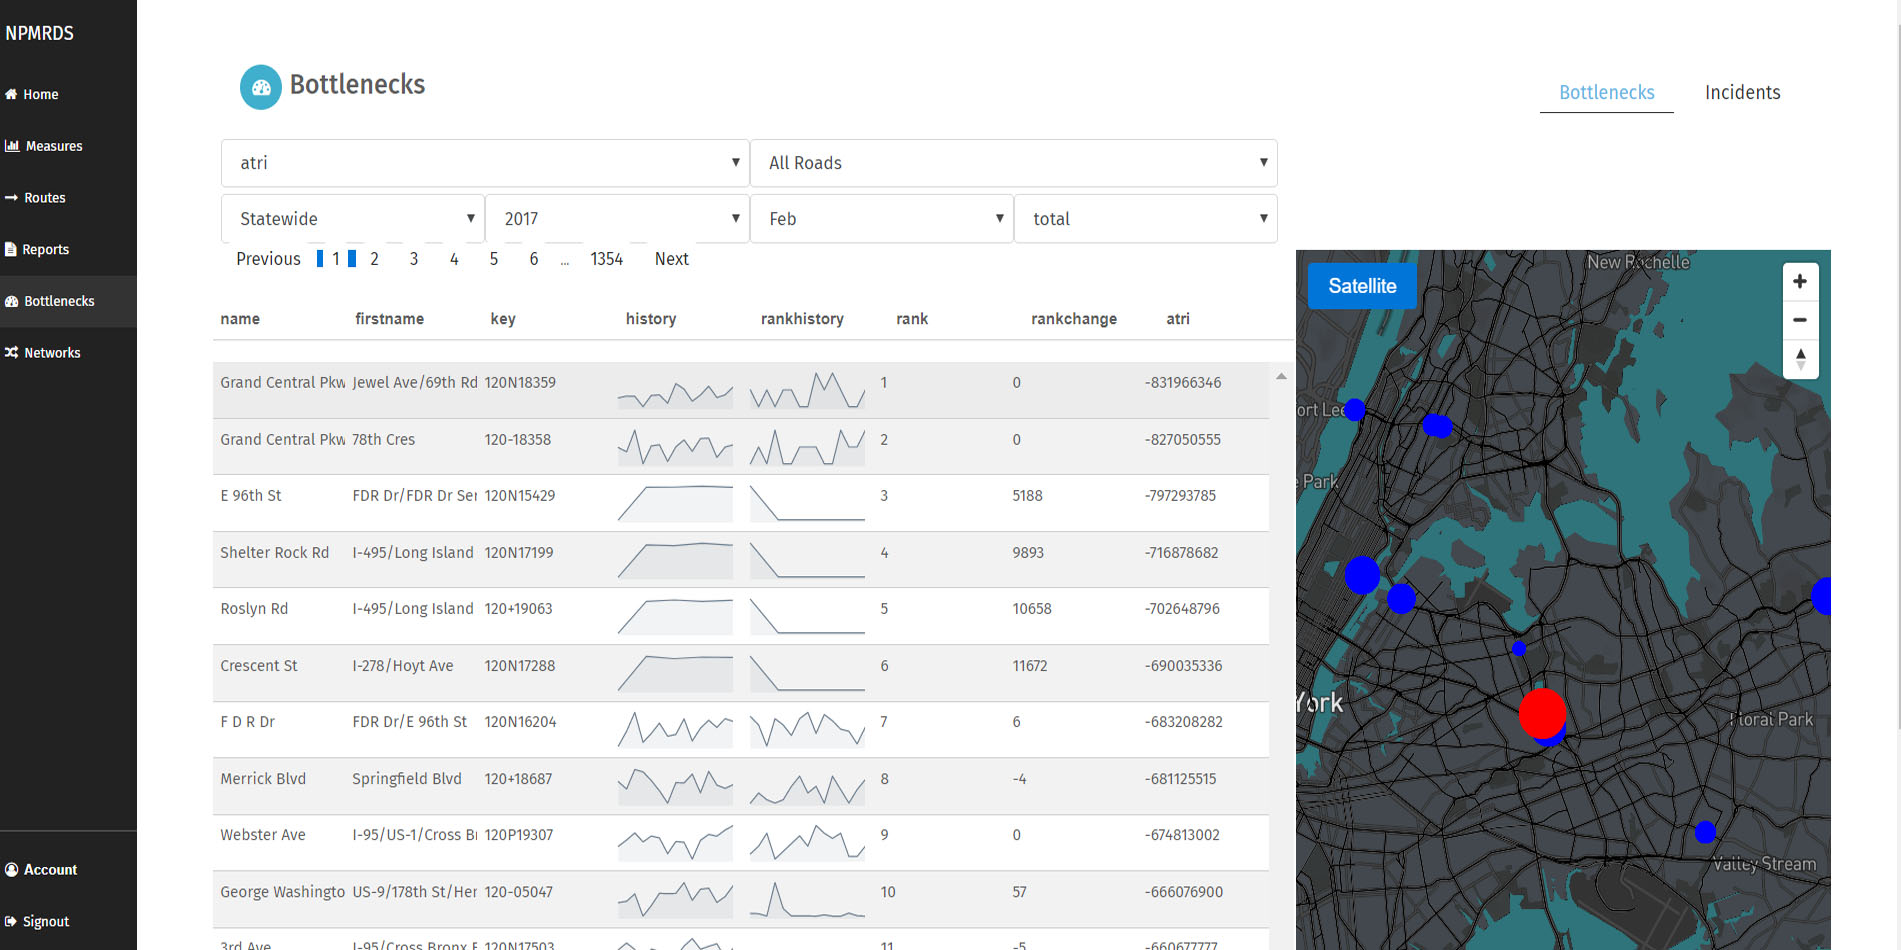 NPMRDS
Home
Measures
Routes
Reports
Bottlenecks
Networks
Account
Signout
Bottlenecks
Bottlenecks Incidents
atri All Roads
Statewide 2017 Feb total
Previous 1 2 3 4 5 6 ... 1354 Next
name firstname key history rankhistory rank rankchange atri
Grand Central Pkw Jewel Ave/69th Rd 120N18359 1 0 -831966346
Grand Central Pkw 78th Cres 120-18358 2 0 -827050555
E 96th St FDR Dr/FDR Dr Ser 120N15429 3 5188 -797293785
Shelter Rock Rd I-495/Long Island 120N17199 4 9893 -716878682
Roslyn Rd I-495/Long Island 120+19063 5 10658 -702648796
Crescent St I-278/Hoyt Ave 120N17288 6 11672 -690035336
F D R Dr FDR Dr/E 96th St 120N16204 7 6 -683208282
Merrick Blvd Springfield Blvd 120+18687 8 -4 -681125515
Webster Ave I-95/US-1/Cross Br 120P19307 9 0 -674813002
George Washingto US-9/178th St/Her 120-05047 10 57 -666076900
3rd Ave I-95/Cross Bronx E 120N17503 11 -5 -660677777
Satellite
New Rochelle
ort Lee
e Park
York
Floral Park
Valley Stream